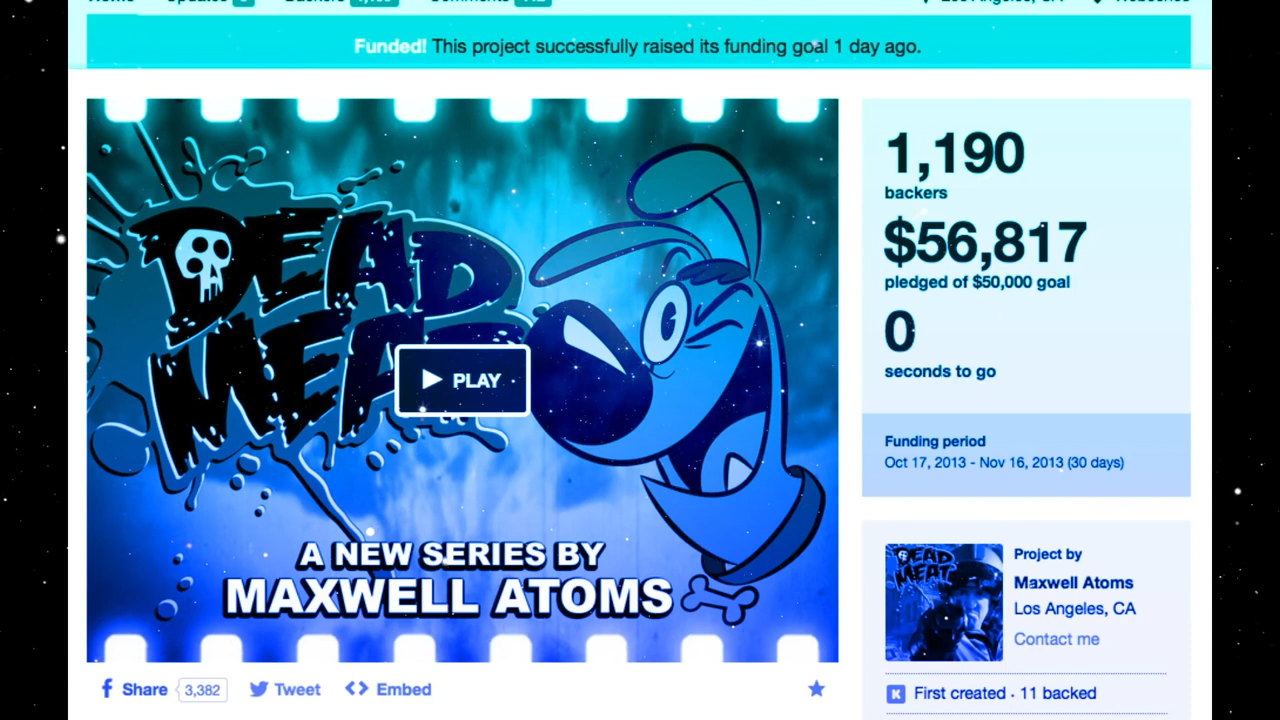 Funded! This project successfully raised its funding goal 1 day ago.
DEAD
MEAT
PLAY
A NEW SERIES BY
MAXWELL ATOMS
Share 3,382 Tweet Embed
1,190
backers
$56,817
pledged of $50,000 goal
0
seconds to go
Funding period
Oct 17, 2013 - Nov 16, 2013 (30 days)
DEAD
MEAT
Project by
Maxwell Atoms
Los Angeles, CA
Contact me
K First created · 11 backed